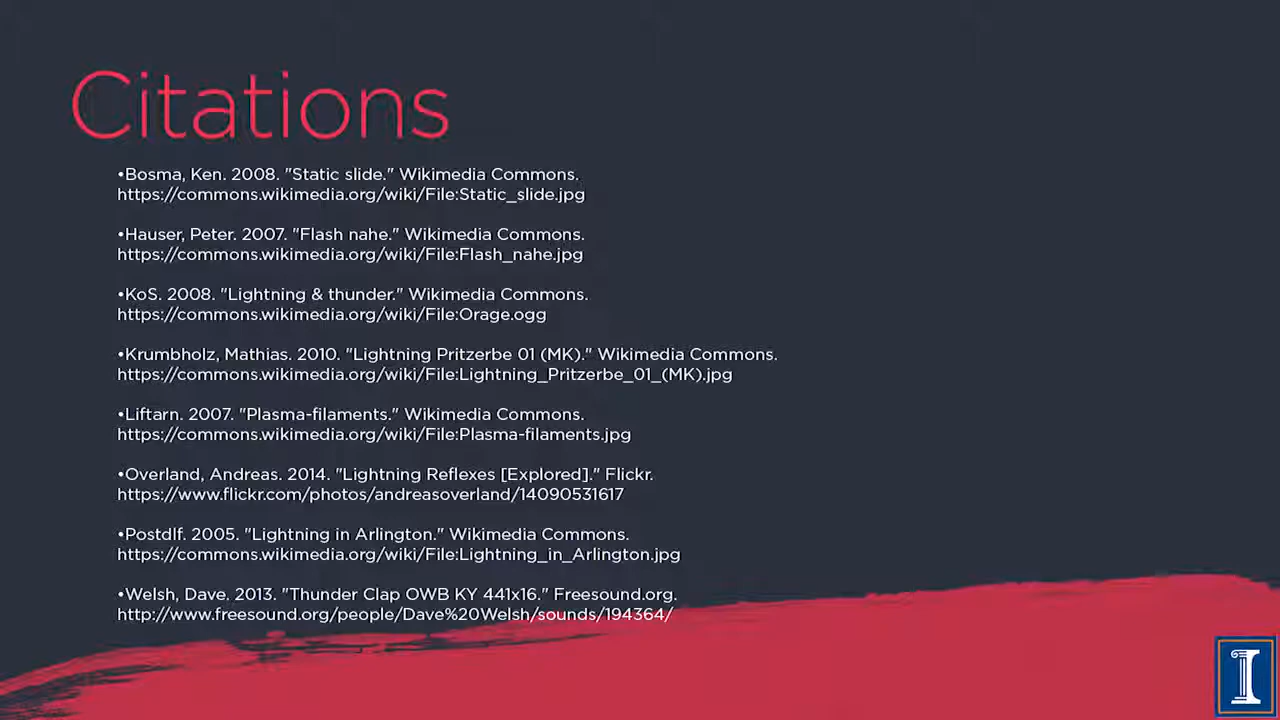 Citations
•Bosma, Ken. 2008. "Static slide." Wikimedia Commons.
https://commons.wikimedia.org/wiki/File:Static_slide.jpg
•Hauser, Peter. 2007. "Flash nahe." Wikimedia Commons.
https://commons.wikimedia.org/wiki/File:Flash_nahe.jpg
•KoS. 2008. "Lightning & thunder." Wikimedia Commons.
https://commons.wikimedia.org/wiki/File:Orage.ogg
•Krumbholz, Mathias. 2010. "Lightning Pritzerbe 01 (MK)." Wikimedia Commons.
https://commons.wikimedia.org/wiki/File:Lightning_Pritzerbe_01_(MK).jpg
•Liftarn. 2007. "Plasma-filaments." Wikimedia Commons.
https://commons.wikimedia.org/wiki/File:Plasma-filaments.jpg
•Overland, Andreas. 2014. "Lightning Reflexes [Explored]." Flickr.
https://www.flickr.com/photos/andreasoverland/14090531617
•Postdlf. 2005. "Lightning in Arlington." Wikimedia Commons.
https://commons.wikimedia.org/wiki/File:Lightning_in_Arlington.jpg
•Welsh, Dave. 2013. "Thunder Clap OWB KY 441x16." Freesound.org.
http://www.freesound.org/people/Dave%20Welsh/sounds/194364/
I